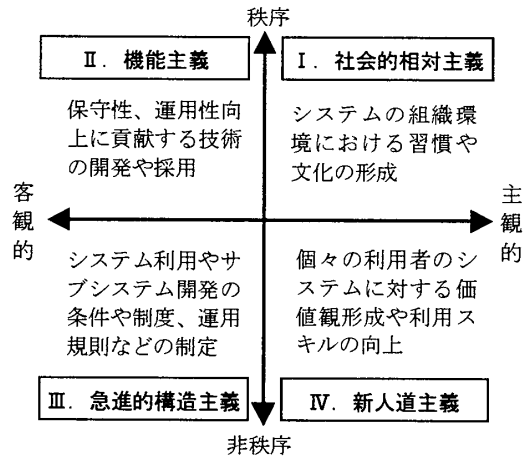 秩序
Ⅱ. 機能主義
Ⅰ. 社会的相対主義
保守性、運用性向
上に貢献する技術
の開発や採用
システムの組織環
境における習慣や
文化の形成
客観的
主観的
システム利用やサ
ブシステム開発の
条件や制度、運用
規則などの制定
個々の利用者のシ
ステムに対する価
値観形成や利用ス
キルの向上
Ⅲ. 急進的構造主義
Ⅳ. 新人道主義
非秩序